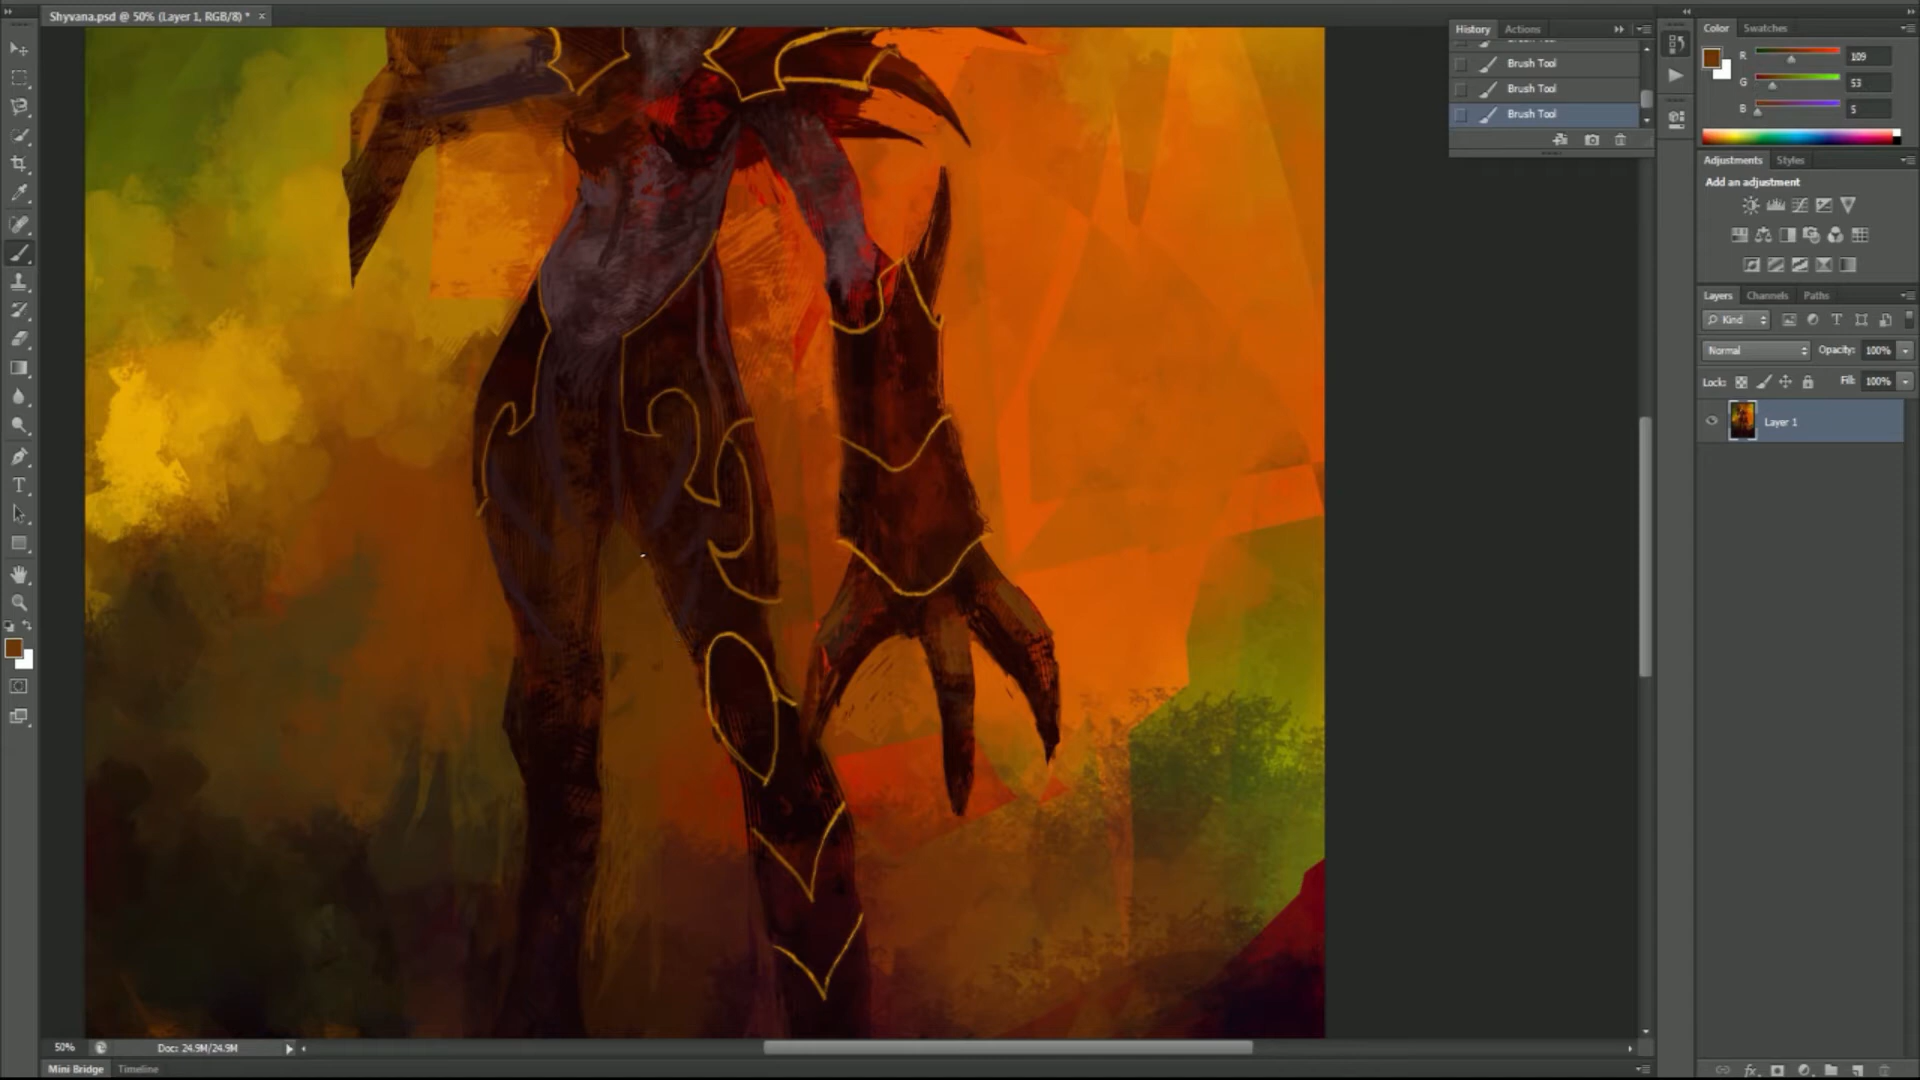 Shyvana.psd @ 50% (Layer 1, RGB/8) * ×
History Actions
Brush Tool
Brush Tool
Brush Tool
Color Swatches
R 109
G 53
B 5
Adjustments Styles
Add an adjustment
Layers Channels Paths
Kind
Normal Opacity: 100%
Lock: Fill: 100%
Layer 1
50% Doc: 24.9M/24.9M
Mini Bridge Timeline